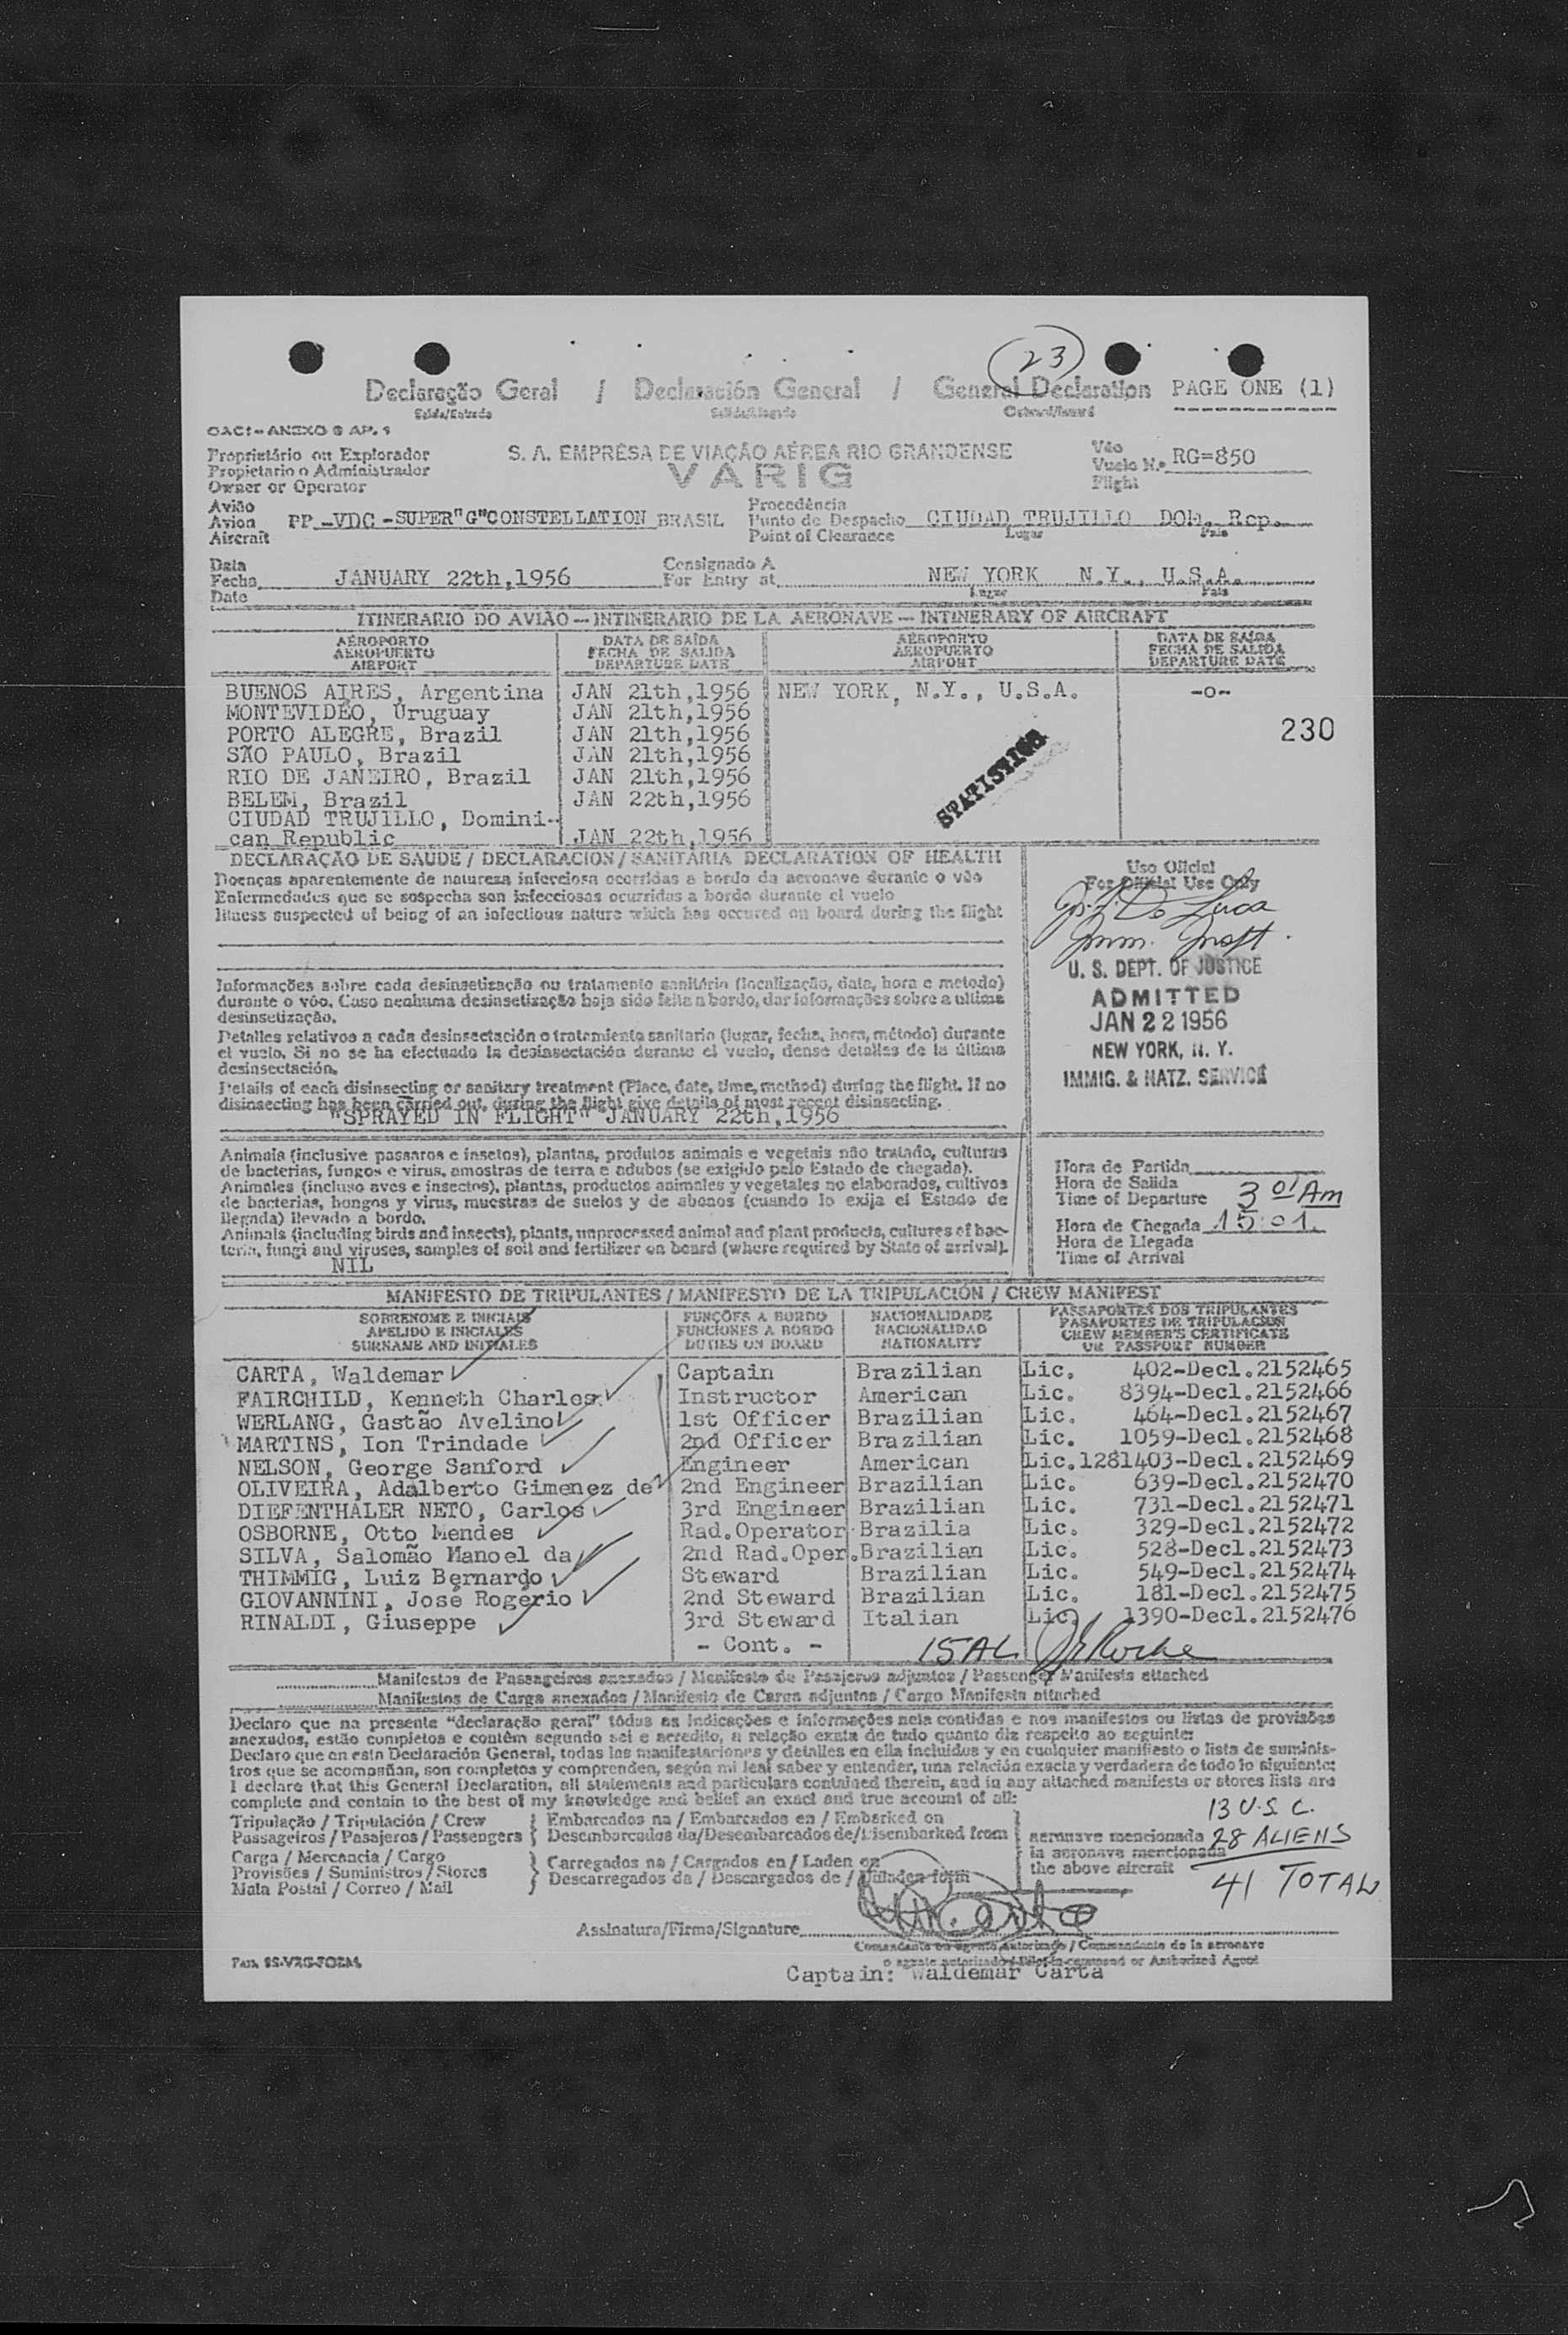 23
Declaração Geral / Declaración General / General Declaration PAGE ONE (1)
Saída/Entrada Salida/Llegada Outward/Inward
OACI-ANEXO 9 AP. 1
Proprietário ou Explorador
Propietario o Administrador
Owner or Operator
S. A. EMPRÊSA DE VIAÇÃO AÉREA RIO GRANDENSE
VARIG
Vôo
Vuelo N.º RG=850
Flight
Avião
Avion PP-VDC-SUPER"G"CONSTELLATION BRASIL
Aircraft
Procedência
Punto de Despacho CIUDAD TRUJILLO DOM. Rep.
Point of Clearance Lugar País
Data
Fecha JANUARY 22th,1956
Date
Consignado A
For Entry at NEW YORK N.Y., U.S.A.
Lugar País
ITINERARIO DO AVIÃO — INTINERARIO DE LA AERONAVE — INTINERARY OF AIRCRAFT
AÉROPORTO DATA DE SAÍDA AÉROPORTO DATA DE SAÍDA
AEROPUERTO FECHA DE SALIDA AEROPUERTO FECHA DE SALIDA
AIRPORT DEPARTURE DATE AIRPORT DEPARTURE DATE
BUENOS AIRES, Argentina JAN 21th,1956 NEW YORK, N.Y., U.S.A. -o-
MONTEVIDEO, Uruguay JAN 21th,1956
PORTO ALEGRE, Brazil JAN 21th,1956 230
SÃO PAULO, Brazil JAN 21th,1956
RIO DE JANEIRO, Brazil JAN 21th,1956
BELEM, Brazil JAN 22th,1956
CIUDAD TRUJILLO, Domini-
can Republic JAN 22th,1956
STATISTICS
DECLARAÇÃO DE SAUDE / DECLARACION / SANITARIA DECLARATION OF HEALTH
Doenças aparentemente de natureza infecciosa ocorridas a bordo da aeronave durante o vôo
Enfermedades que se sospecha son infecciosas ocurridas a bordo durante el vuelo
Illness suspected of being of an infectious nature which has occured on board during the flight
Uso Oficial
For Official Use Only
De Luca
Imm. Inspt.
U. S. DEPT. OF JUSTICE
ADMITTED
JAN 22 1956
NEW YORK, N. Y.
IMMIG. & NATZ. SERVICE
Informações sobre cada desinsetização ou tratamento sanitário (localização, data, hora e metodo)
durante o vôo. Caso nenhuma desinsetização haja sido feita a bordo, dar informações sobre a ultima
desinsetização.
Detalles relativos a cada desinsectación o tratamiento sanitario (lugar, fecha, hora, método) durante
el vuelo. Si no se ha efectuado la desinsectación durante el vuelo, dense detalles de la última
desinsectación.
Details of each disinsecting or sanitary treatment (Place, date, time, method) during the flight. If no
disinsecting has been carried out, during the flight give details of most recent disinsecting.
"SPRAYED IN FLIGHT" JANUARY 22th,1956
Animais (inclusive passaros e insetos), plantas, produtos animais e vegetais não tratado, culturas
de bacterias, fungos e virus, amostras de terra e adubos (se exigido pelo Estado de chegada).
Animales (incluso aves e insectos), plantas, productos animales y vegetales no elaborados, cultivos
de bacterias, hongos y virus, muestras de suelos y de abonos (cuando lo exija el Estado de
llegada) llevado a bordo.
Animals (including birds and insects), plants, unprocessed animal and plant products, cultures of bac-
teria, fungi and viruses, samples of soil and fertilizer on board (where required by State of arrival).
NIL
Hora de Partida
Hora de Salida
Time of Departure 3 01 Am
Hora de Chegada 15:01
Hora de Llegada
Time of Arrival
MANIFESTO DE TRIPULANTES / MANIFESTO DE LA TRIPULACIÓN / CREW MANIFEST
SOBRENOME E INICIAIS FUNÇÕES A BORDO NACIONALIDADE PASSAPORTES DOS TRIPULANTES
APELIDO E INICIALES FUNCIONES A BORDO NACIONALIDAD PASAPORTES DE TRIPULACION
SURNAME AND INITIALES DUTIES ON BOARD NATIONALITY CREW MEMBER'S CERTIFICATE
OR PASSPORT NUMBER
CARTA, Waldemar Captain Brazilian Lic. 402-Decl.2152465
FAIRCHILD, Kenneth Charles Instructor American Lic. 8394-Decl.2152466
WERLANG, Gastão Avelino 1st Officer Brazilian Lic. 464-Decl.2152467
MARTINS, Ion Trindade 2nd Officer Brazilian Lic. 1059-Decl.2152468
NELSON, George Sanford Engineer American Lic.1281403-Decl.2152469
OLIVEIRA, Adalberto Gimenez de 2nd Engineer Brazilian Lic. 639-Decl.2152470
DIEFENTHALER NETO, Carlos 3rd Engineer Brazilian Lic. 731-Decl.2152471
OSBORNE, Otto Mendes Rad.Operator Brazilia Lic. 329-Decl.2152472
SILVA, Salomão Manoel da 2nd Rad.Oper. Brazilian Lic. 528-Decl.2152473
THIMMIG, Luiz Bernardo Steward Brazilian Lic. 549-Decl.2152474
GIOVANNINI, José Rogério 2nd Steward Brazilian Lic. 181-Decl.2152475
RINALDI, Giuseppe 3rd Steward Italian Lic. 1390-Decl.2152476
- Cont. - 15AL
Manifestos de Passageiros anexados / Manifesto de Pasajeros adjuntos / Passenger Manifests attached
Manifestos de Carga anexados / Manifesto de Carga adjuntos / Cargo Manifests attached
Declaro que na presente "declaração geral" tôdas as indicações e informações nela contidas e nos manifestos ou listas de provisões
anexados, estão completos e contêm segundo sei e acredito, a relação exata de tudo quanto diz respeito ao seguinte:
Declaro que en esta Declaración General, todas las manifestaciones y detalles en ella incluidus y en cualquier manifiesto o lista de suminis-
tros que se acompañan, son completos y comprenden, según mi leal saber y entender, una relación exacta y verdadera de todo lo siguiente:
I declare that this General Declaration, all statements and particulars contained therein, and in any attached manifests or stores lists are
complete and contain to the best of my knowledge and belief an exact and true account of all:
Tripulação / Tripulación / Crew
Passageiros / Pasajeros / Passengers
Carga / Mercancia / Cargo
Provisões / Suministros / Stores
Mala Postal / Correo / Mail
Embarcados na / Embarcados en / Embarked on
Desembarcados da/Desembarcados de/Disembarked from
Carregados na / Cargados en / Laden on
Descarregados da / Descargados de / Unladen form
aeronave mencionada
la aeronave mencionada
the above aircraft
13 U.S.C.
28 ALIENS
41 TOTAL
Assinatura/Firma/Signature
Comandante ou agente autorizado / Commandante de la aeronave
o agente autorizado / Pilot in command or Authorized Agent
Captain: Waldemar Carta